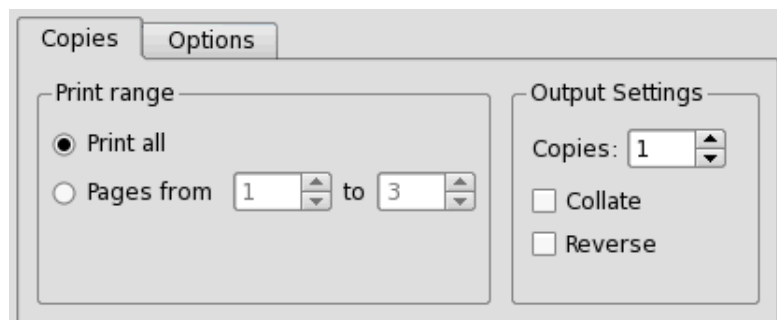 Copies Options
Print range
Print all
Pages from 1 to 3
Output Settings
Copies: 1
Collate
Reverse